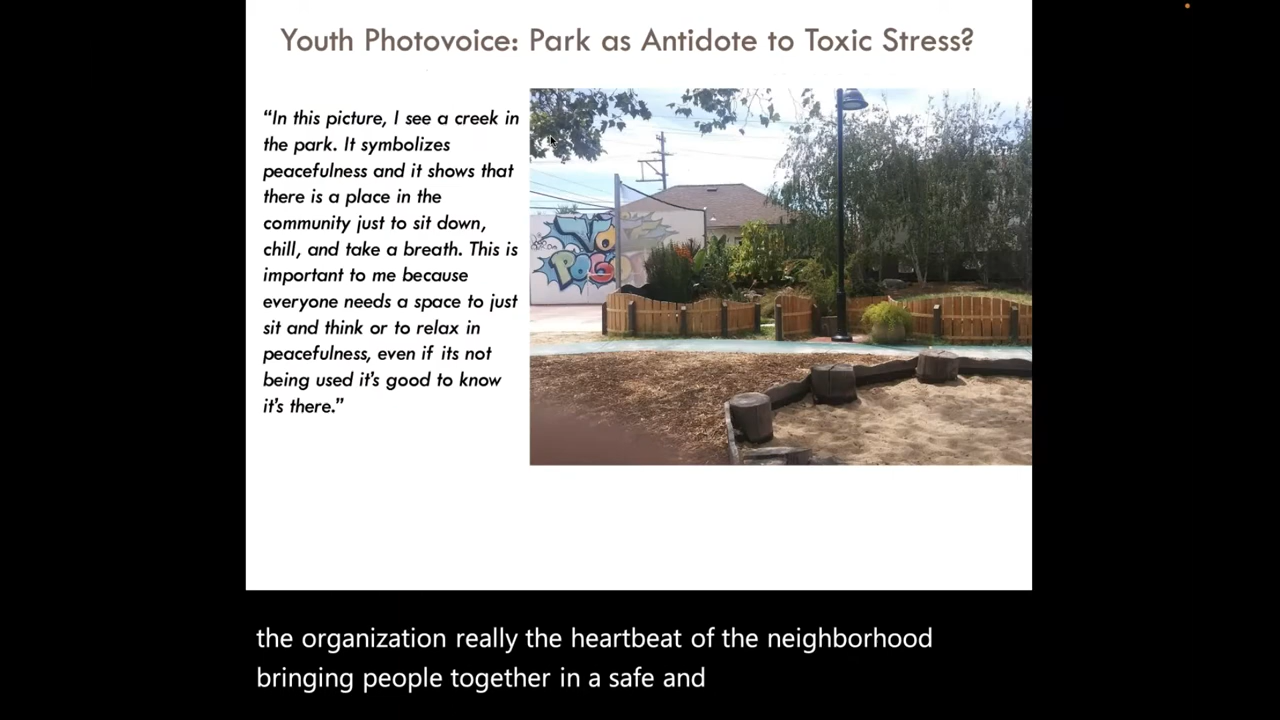 Youth Photovoice: Park as Antidote to Toxic Stress?
“In this picture, I see a creek in
the park. It symbolizes
peacefulness and it shows that
there is a place in the
community just to sit down,
chill, and take a breath. This is
important to me because
everyone needs a space to just
sit and think or to relax in
peacefulness, even if its not
being used it’s good to know
it’s there.”
the organization really the heartbeat of the neighborhood
bringing people together in a safe and